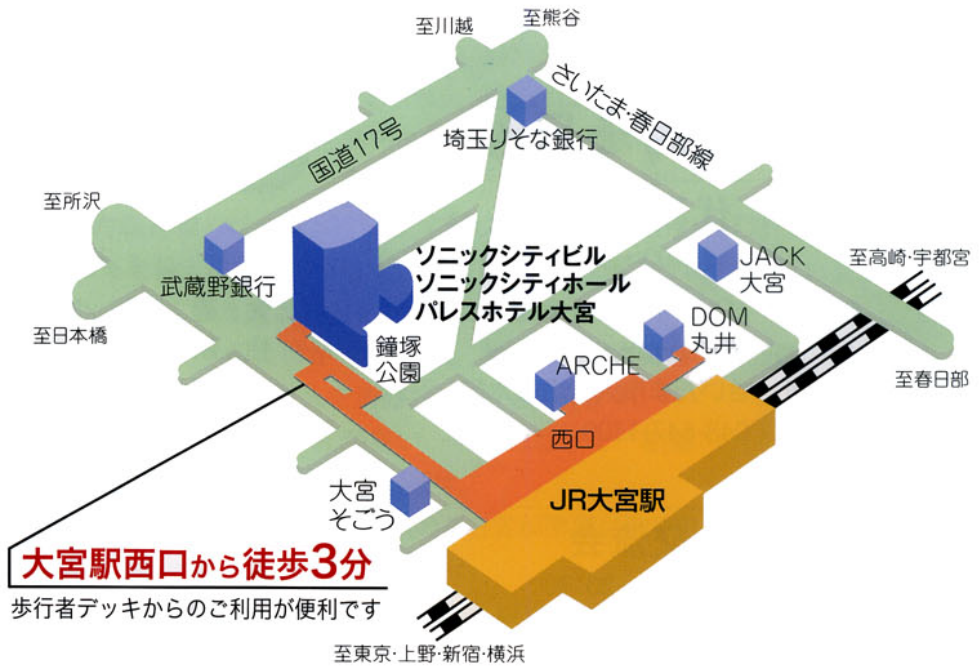 至川越
至熊谷
さいたま・春日部線
埼玉りそな銀行
国道17号
至所沢
武蔵野銀行
至日本橋
ソニックシティビル
ソニックシティホール
パレスホテル大宮
鐘塚
公園
JACK
大宮
至高崎・宇都宮
DOM
丸井
ARCHE
至春日部
西口
JR大宮駅
大宮
そごう
大宮駅西口から徒歩3分
歩行者デッキからのご利用が便利です
至東京・上野・新宿・横浜